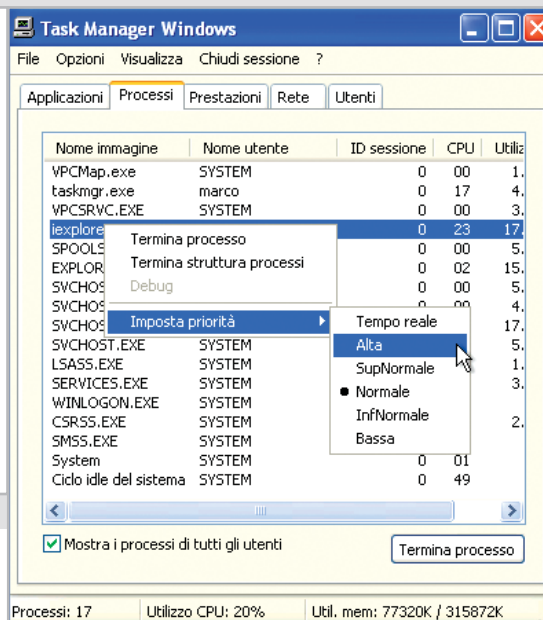 Task Manager Windows
File Opzioni Visualizza Chiudi sessione ?
Applicazioni Processi Prestazioni Rete Utenti
Nome immagine Nome utente ID sessione CPU Utiliz
VPCMap.exe SYSTEM 0 00 1.
taskmgr.exe marco 0 17 4.
VPCSRVC.EXE SYSTEM 0 00 3.
iexplore 0 23 17.
SPOOLS 0 00 5.
EXPLOR 0 02 15.
SVCHOS 0 00 5.
SVCHOS 0 00 4.
SVCHOS 17.
SVCHOST.EXE SYSTEM 5.
LSASS.EXE SYSTEM 1.
SERVICES.EXE SYSTEM 3.
WINLOGON.EXE SYSTEM
CSRSS.EXE SYSTEM 2.
SMSS.EXE SYSTEM
System SYSTEM 0 01
Ciclo idle del sistema SYSTEM 0 49
Termina processo
Termina struttura processi
Debug
Imposta priorità
Tempo reale
Alta
SupNormale
Normale
InfNormale
Bassa
Mostra i processi di tutti gli utenti
Termina processo
Processi: 17 Utilizzo CPU: 20% Util. mem: 77320K / 315872K